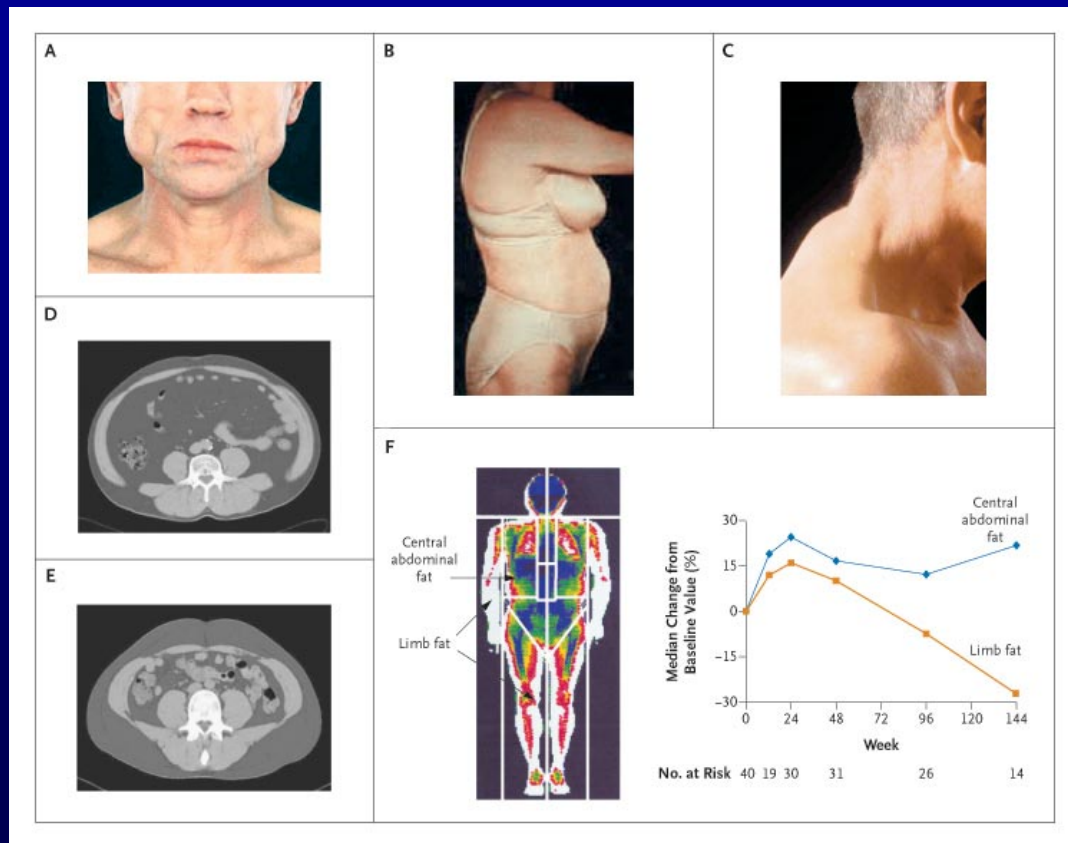 A
B
C
D
E
F
Central
abdominal
fat
Limb fat
Median Change from
Baseline Value (%)
30
15
0
−15
−30
Central
abdominal
fat
Limb fat
0 24 48 72 96 120 144
Week
No. at Risk 40 19 30 31 26 14